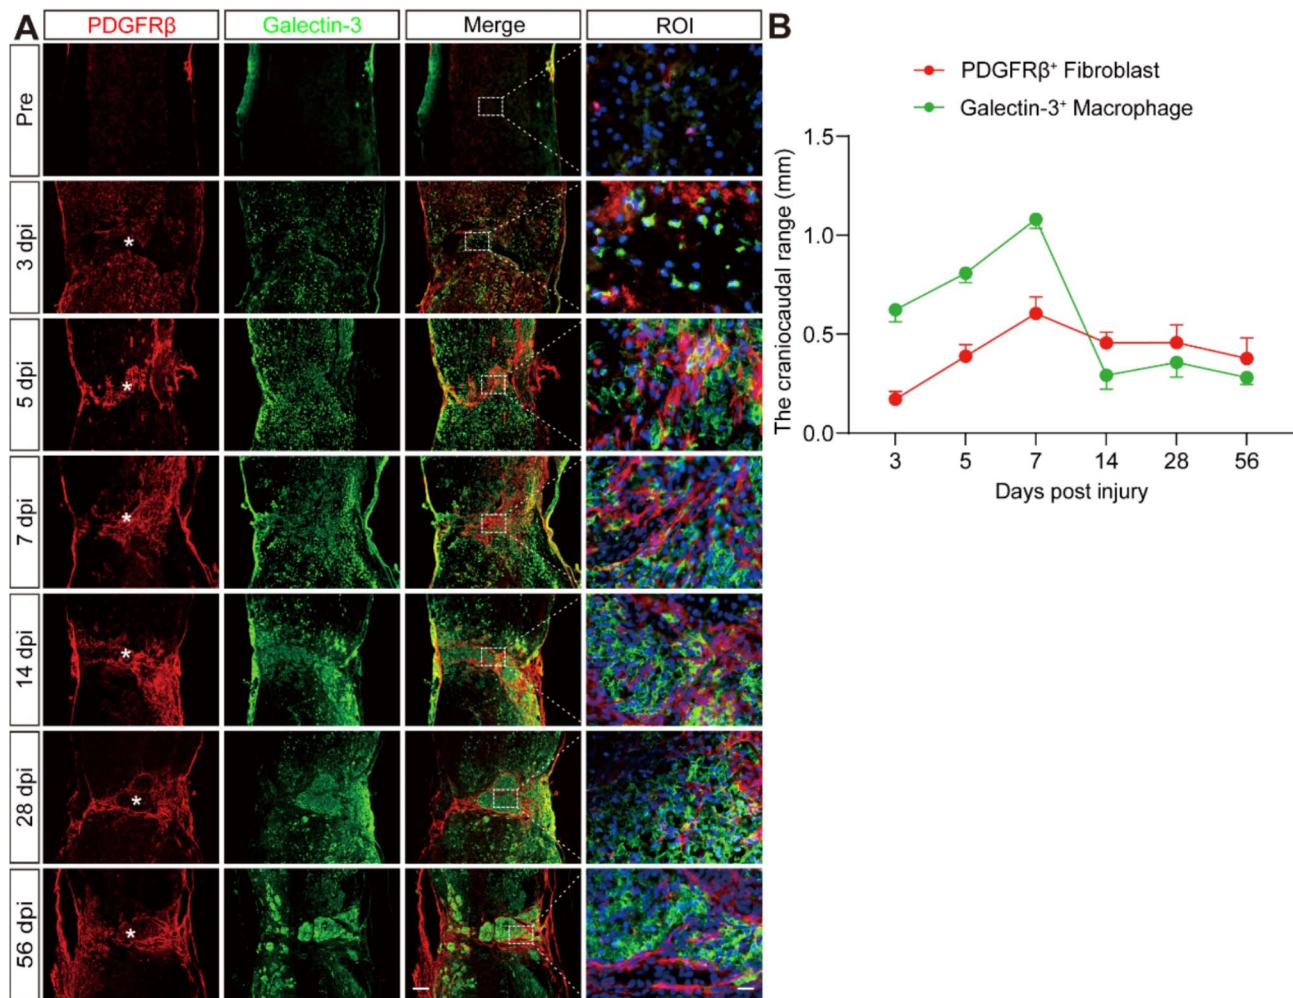 A
PDGFRβ
Galectin-3
Merge
ROI
Pre
3 dpi
*
5 dpi
*
7 dpi
*
14 dpi
*
28 dpi
*
56 dpi
*
B
PDGFRβ⁺ Fibroblast
Galectin-3⁺ Macrophage
The craniocaudal range (mm)
1.5
1.0
0.5
0.0
3 5 7 14 28 56
Days post injury